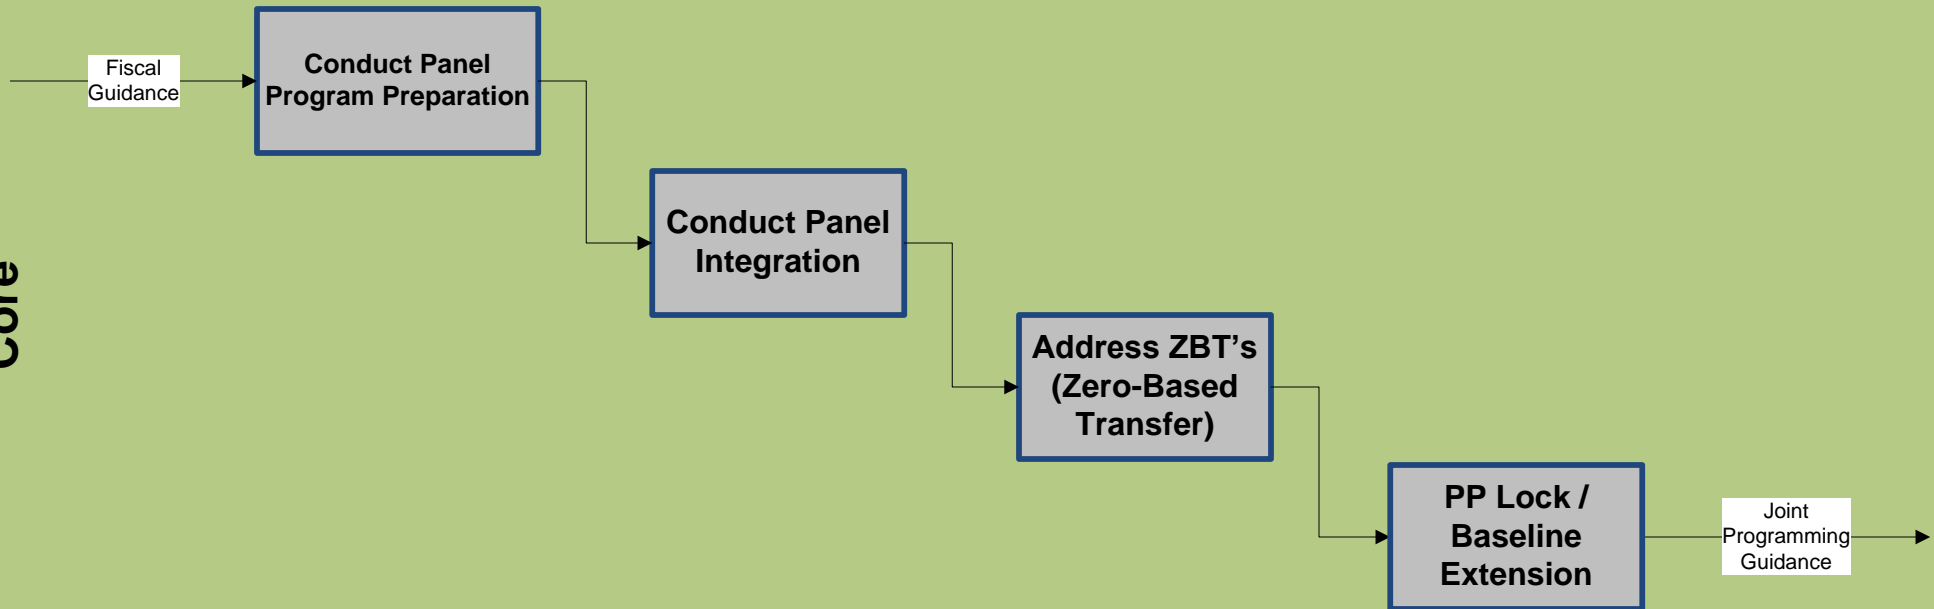 Fiscal
Guidance
Conduct Panel
Program Preparation
Conduct Panel
Integration
Core
Address ZBT’s
(Zero-Based
Transfer)
PP Lock /
Baseline
Extension
Joint
Programming
Guidance